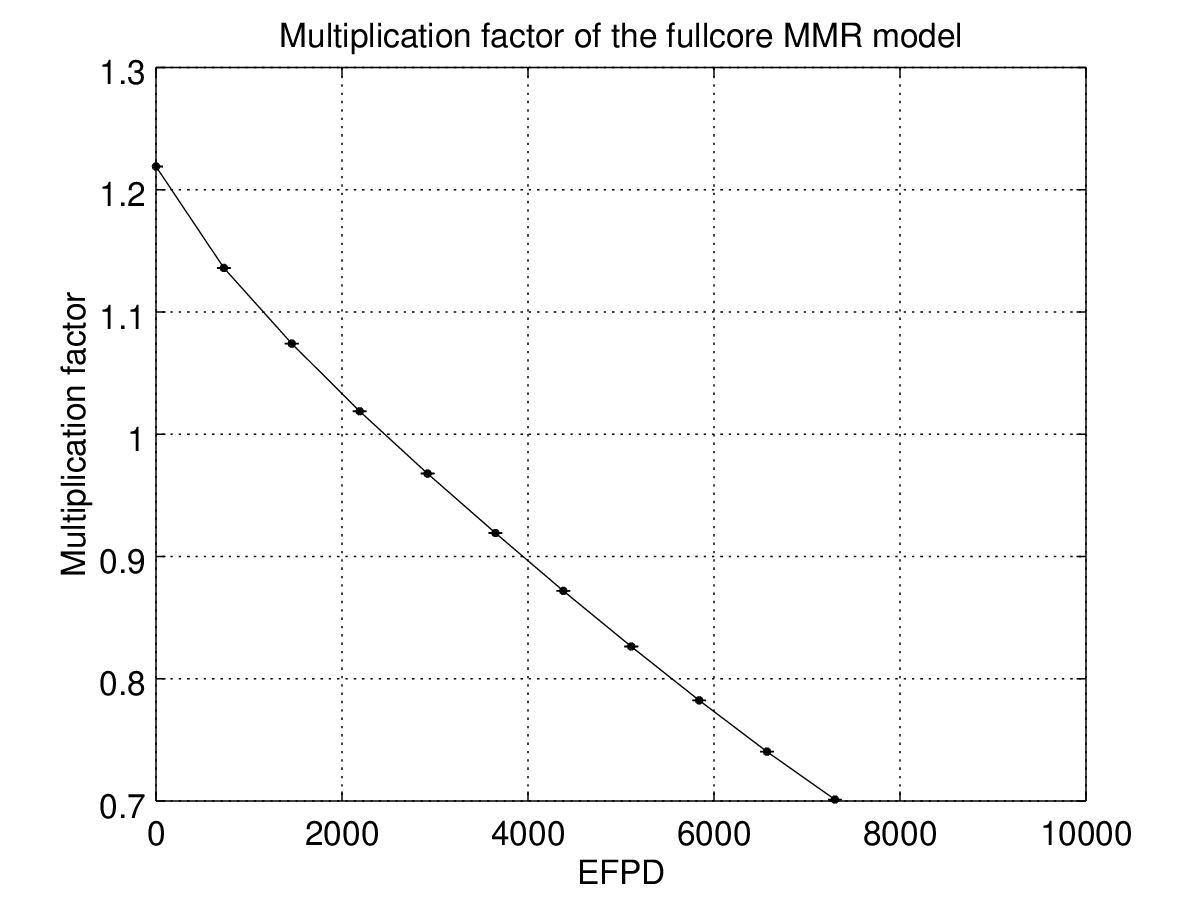 Multiplication factor of the fullcore MMR model
1.3
1.2
1.1
1
0.9
0.8
0.7
Multiplication factor
0 2000 4000 6000 8000 10000
EFPD